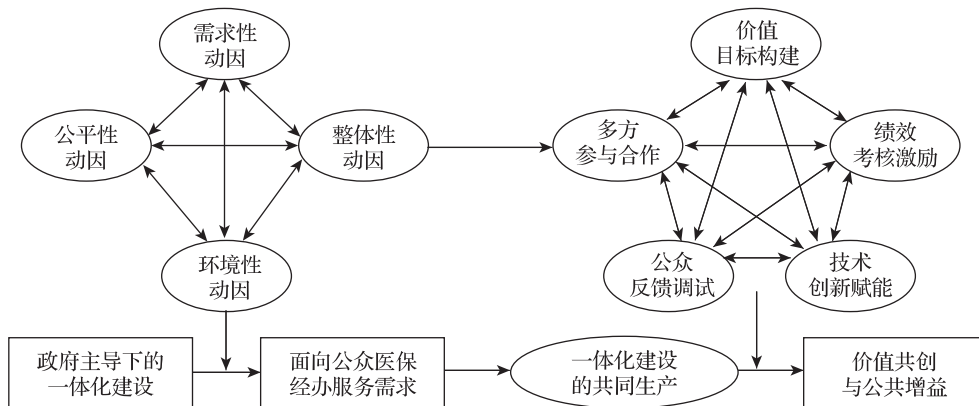 需求性
动因
公平性
动因
整体性
动因
环境性
动因
价值
目标构建
多方
参与合作
绩效
考核激励
公众
反馈调试
技术
创新赋能
政府主导下的
一体化建设
面向公众医保
经办服务需求
一体化建设
的共同生产
价值共创
与公共增益